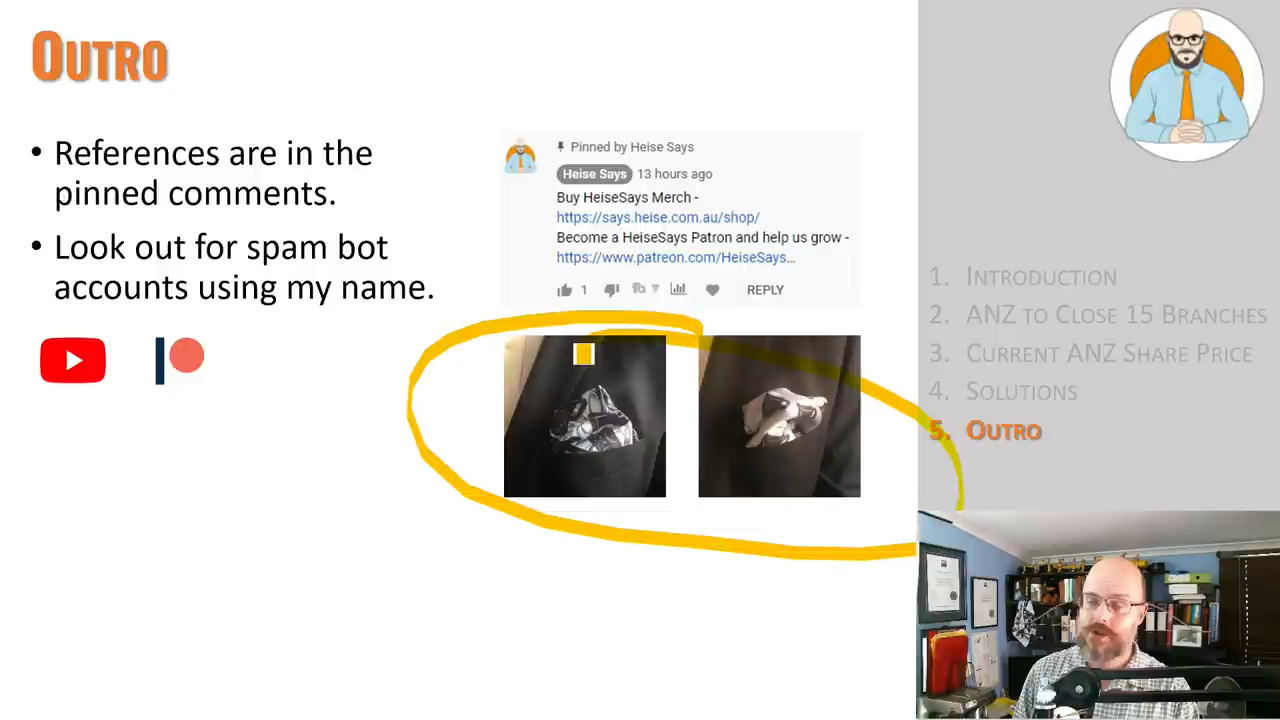 Outro
• References are in the
pinned comments.
• Look out for spam bot
accounts using my name.
Pinned by Heise Says
Heise Says 13 hours ago
Buy HeiseSays Merch -
https://says.heise.com.au/shop/
Become a HeiseSays Patron and help us grow -
https://www.patreon.com/HeiseSays...
1 REPLY
1. Introduction
2. ANZ to Close 15 Branches
3. Current ANZ Share Price
4. Solutions
5. Outro